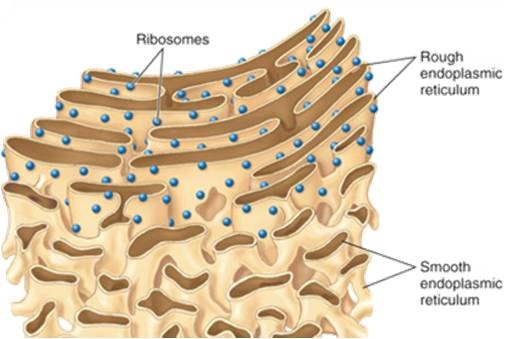 Ribosomes
Rough
endoplasmic
reticulum
Smooth
endoplasmic
reticulum